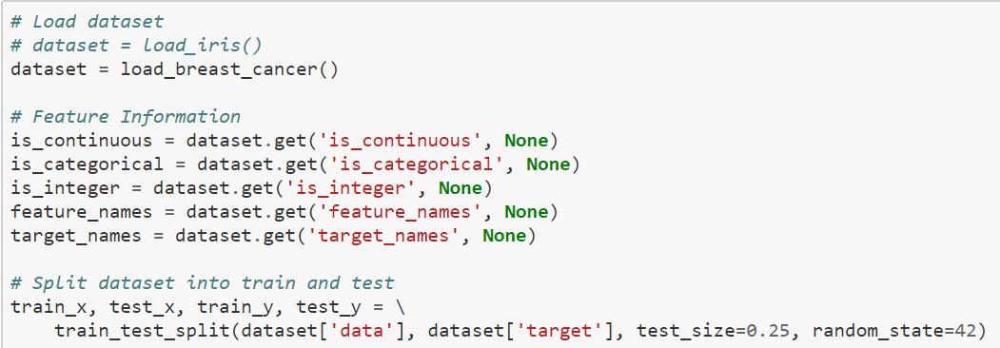 # Load dataset
# dataset = load_iris()
dataset = load_breast_cancer()
# Feature Information
is_continuous = dataset.get('is_continuous', None)
is_categorical = dataset.get('is_categorical', None)
is_integer = dataset.get('is_integer', None)
feature_names = dataset.get('feature_names', None)
target_names = dataset.get('target_names', None)
# Split dataset into train and test
train_x, test_x, train_y, test_y = \
    train_test_split(dataset['data'], dataset['target'], test_size=0.25, random_state=42)